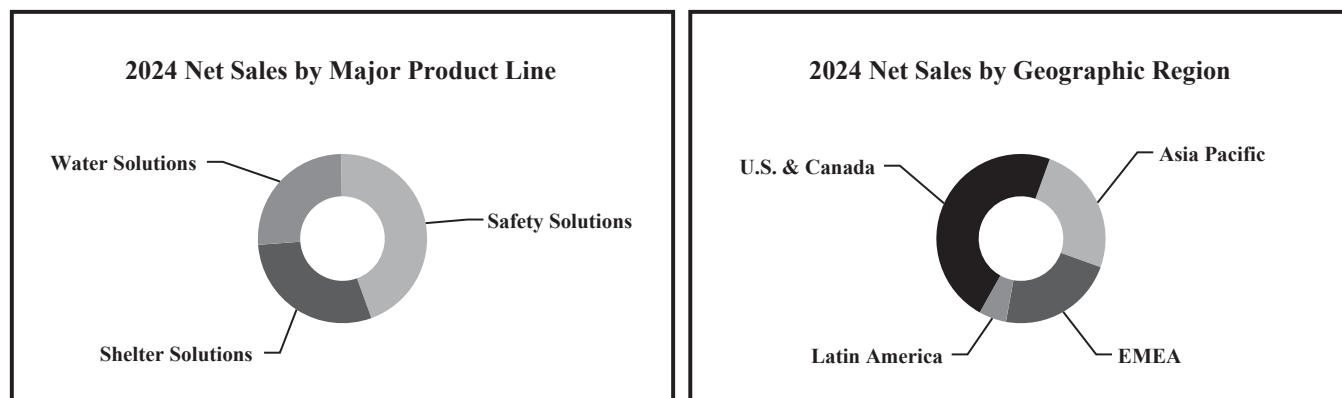 2024 Net Sales by Major Product Line
Water Solutions
Safety Solutions
Shelter Solutions
2024 Net Sales by Geographic Region
U.S. & Canada
Asia Pacific
Latin America
EMEA